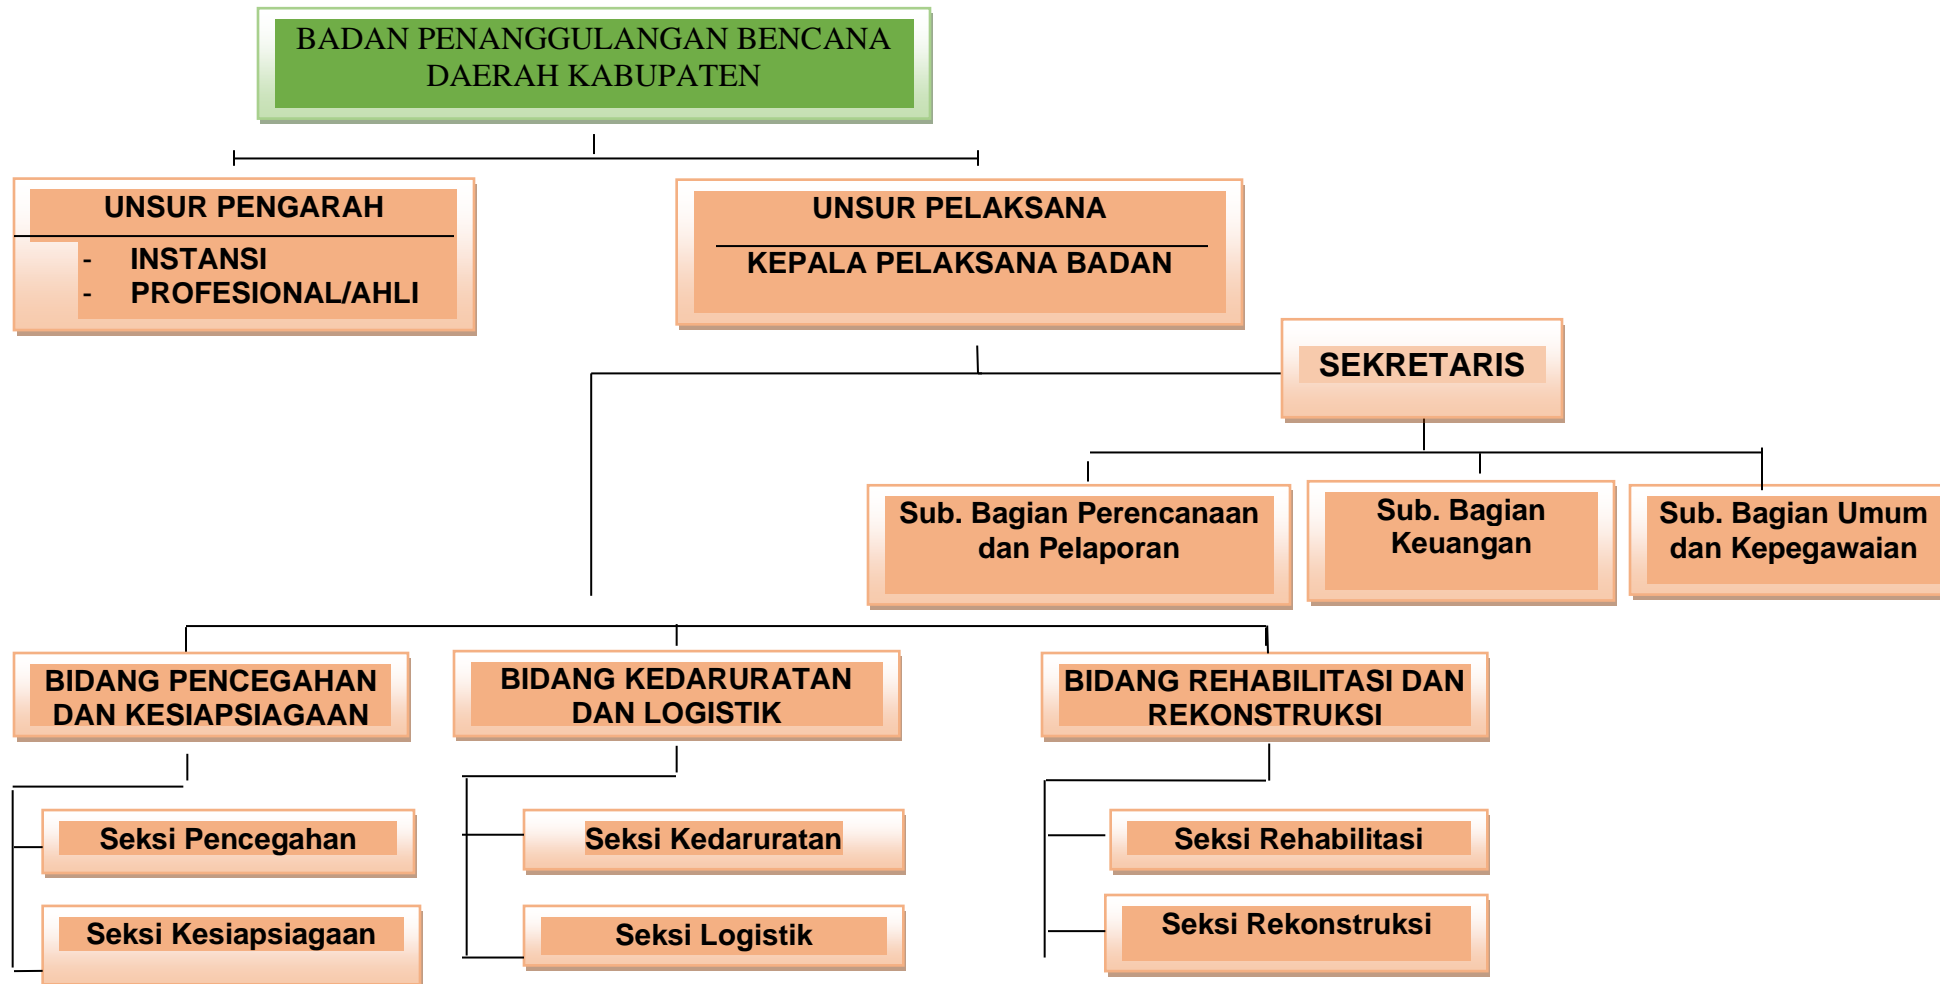 BADAN PENANGGULANGAN BENCANA
DAERAH KABUPATEN
UNSUR PENGARAH
- INSTANSI
- PROFESIONAL/AHLI
UNSUR PELAKSANA
KEPALA PELAKSANA BADAN
SEKRETARIS
Sub. Bagian Perencanaan
dan Pelaporan
Sub. Bagian
Keuangan
Sub. Bagian Umum
dan Kepegawaian
BIDANG PENCEGAHAN
DAN KESIAPSIAGAAN
BIDANG KEDARURATAN
DAN LOGISTIK
BIDANG REHABILITASI DAN
REKONSTRUKSI
Seksi Pencegahan
Seksi Kedaruratan
Seksi Rehabilitasi
Seksi Kesiapsiagaan
Seksi Logistik
Seksi Rekonstruksi